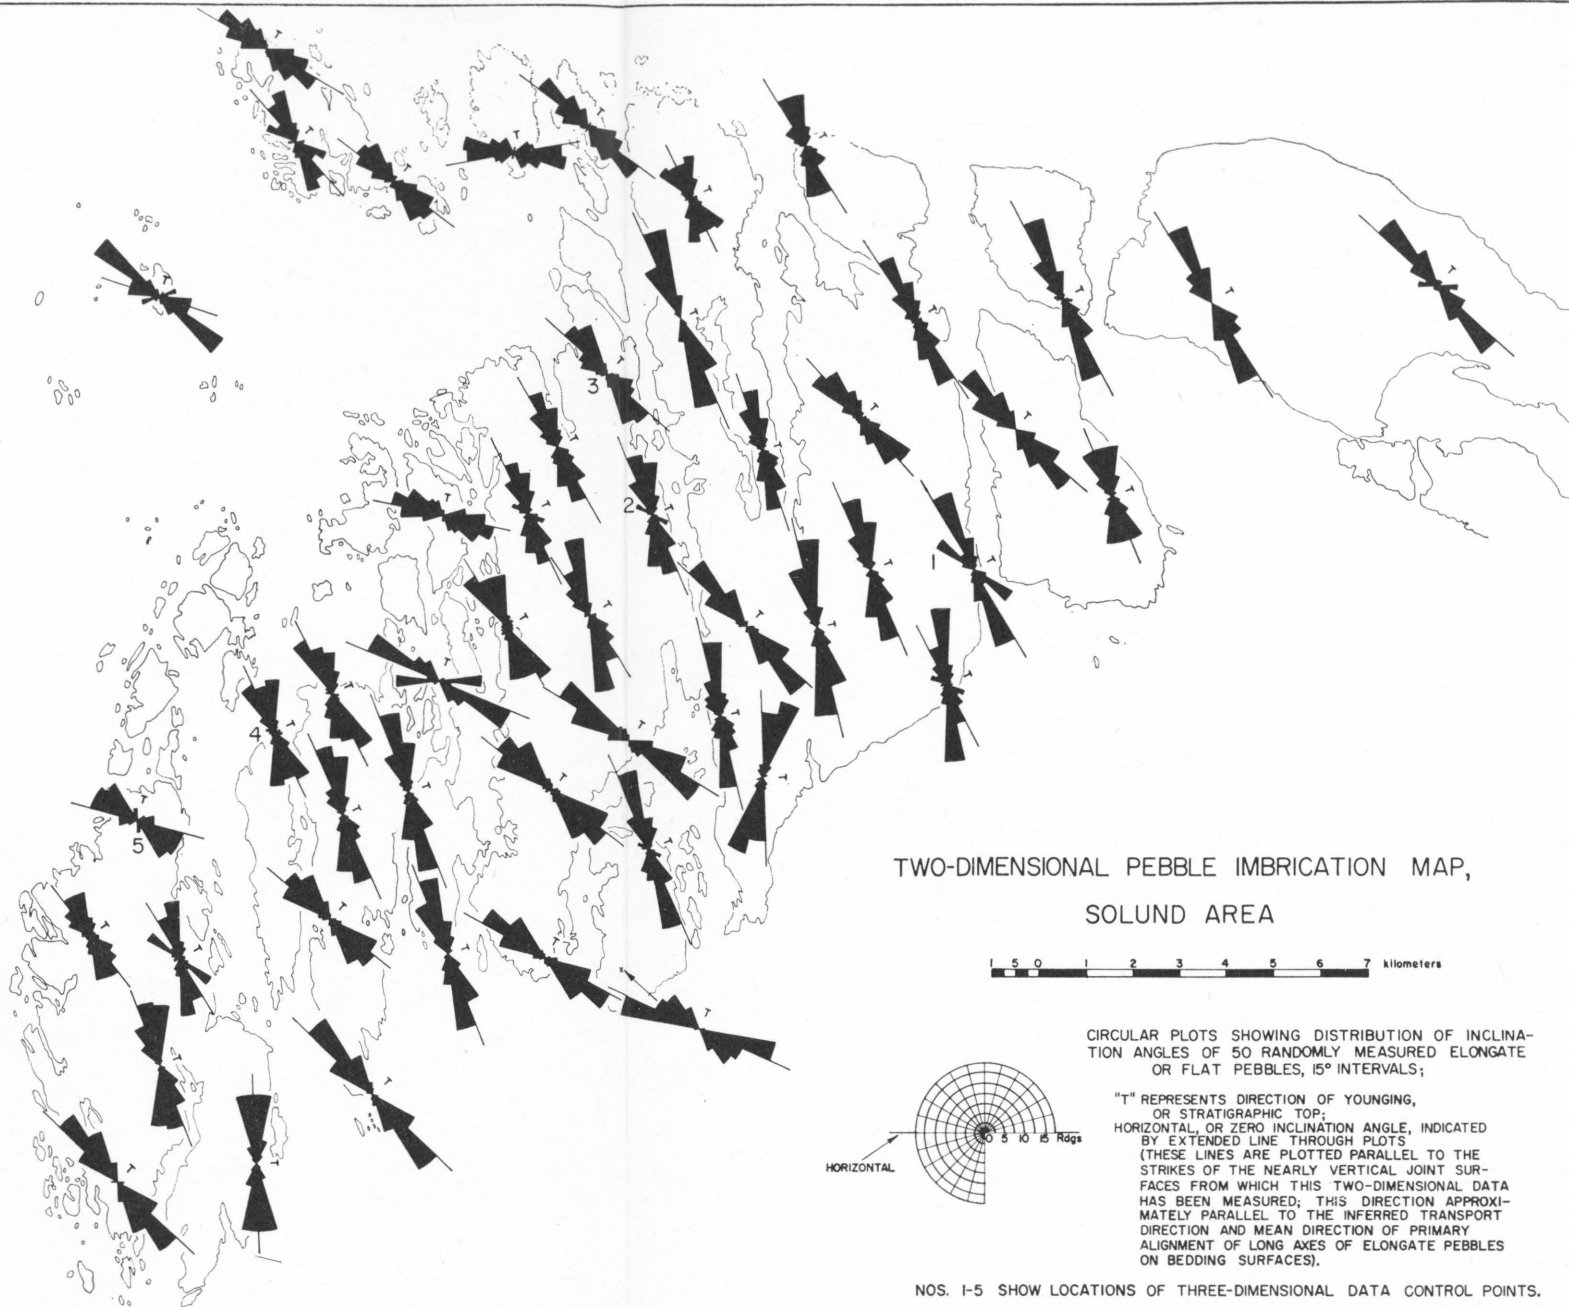 3
2
1
4
5
TWO-DIMENSIONAL PEBBLE IMBRICATION MAP,
SOLUND AREA
1 5 0 1 2 3 4 5 6 7 kilometers
CIRCULAR PLOTS SHOWING DISTRIBUTION OF INCLINA-
TION ANGLES OF 50 RANDOMLY MEASURED ELONGATE
OR FLAT PEBBLES, 15° INTERVALS;
"T" REPRESENTS DIRECTION OF YOUNGING,
OR STRATIGRAPHIC TOP;
HORIZONTAL, OR ZERO INCLINATION ANGLE, INDICATED
BY EXTENDED LINE THROUGH PLOTS
(THESE LINES ARE PLOTTED PARALLEL TO THE
STRIKES OF THE NEARLY VERTICAL JOINT SUR-
FACES FROM WHICH THIS TWO-DIMENSIONAL DATA
HAS BEEN MEASURED; THIS DIRECTION APPROXI-
MATELY PARALLEL TO THE INFERRED TRANSPORT
DIRECTION AND MEAN DIRECTION OF PRIMARY
ALIGNMENT OF LONG AXES OF ELONGATE PEBBLES
ON BEDDING SURFACES).
0 5 10 15 Rdgs
HORIZONTAL
NOS. 1-5 SHOW LOCATIONS OF THREE-DIMENSIONAL DATA CONTROL POINTS.